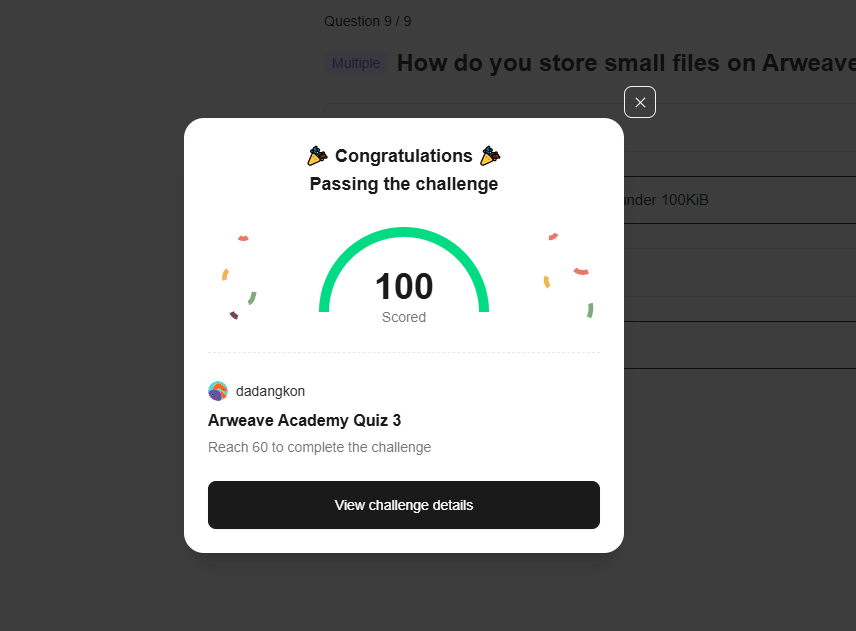 Question 9 / 9
Multiple How do you store small files on Arweave
Congratulations
Passing the challenge
under 100KiB
100
Scored
dadangkon
Arweave Academy Quiz 3
Reach 60 to complete the challenge
View challenge details